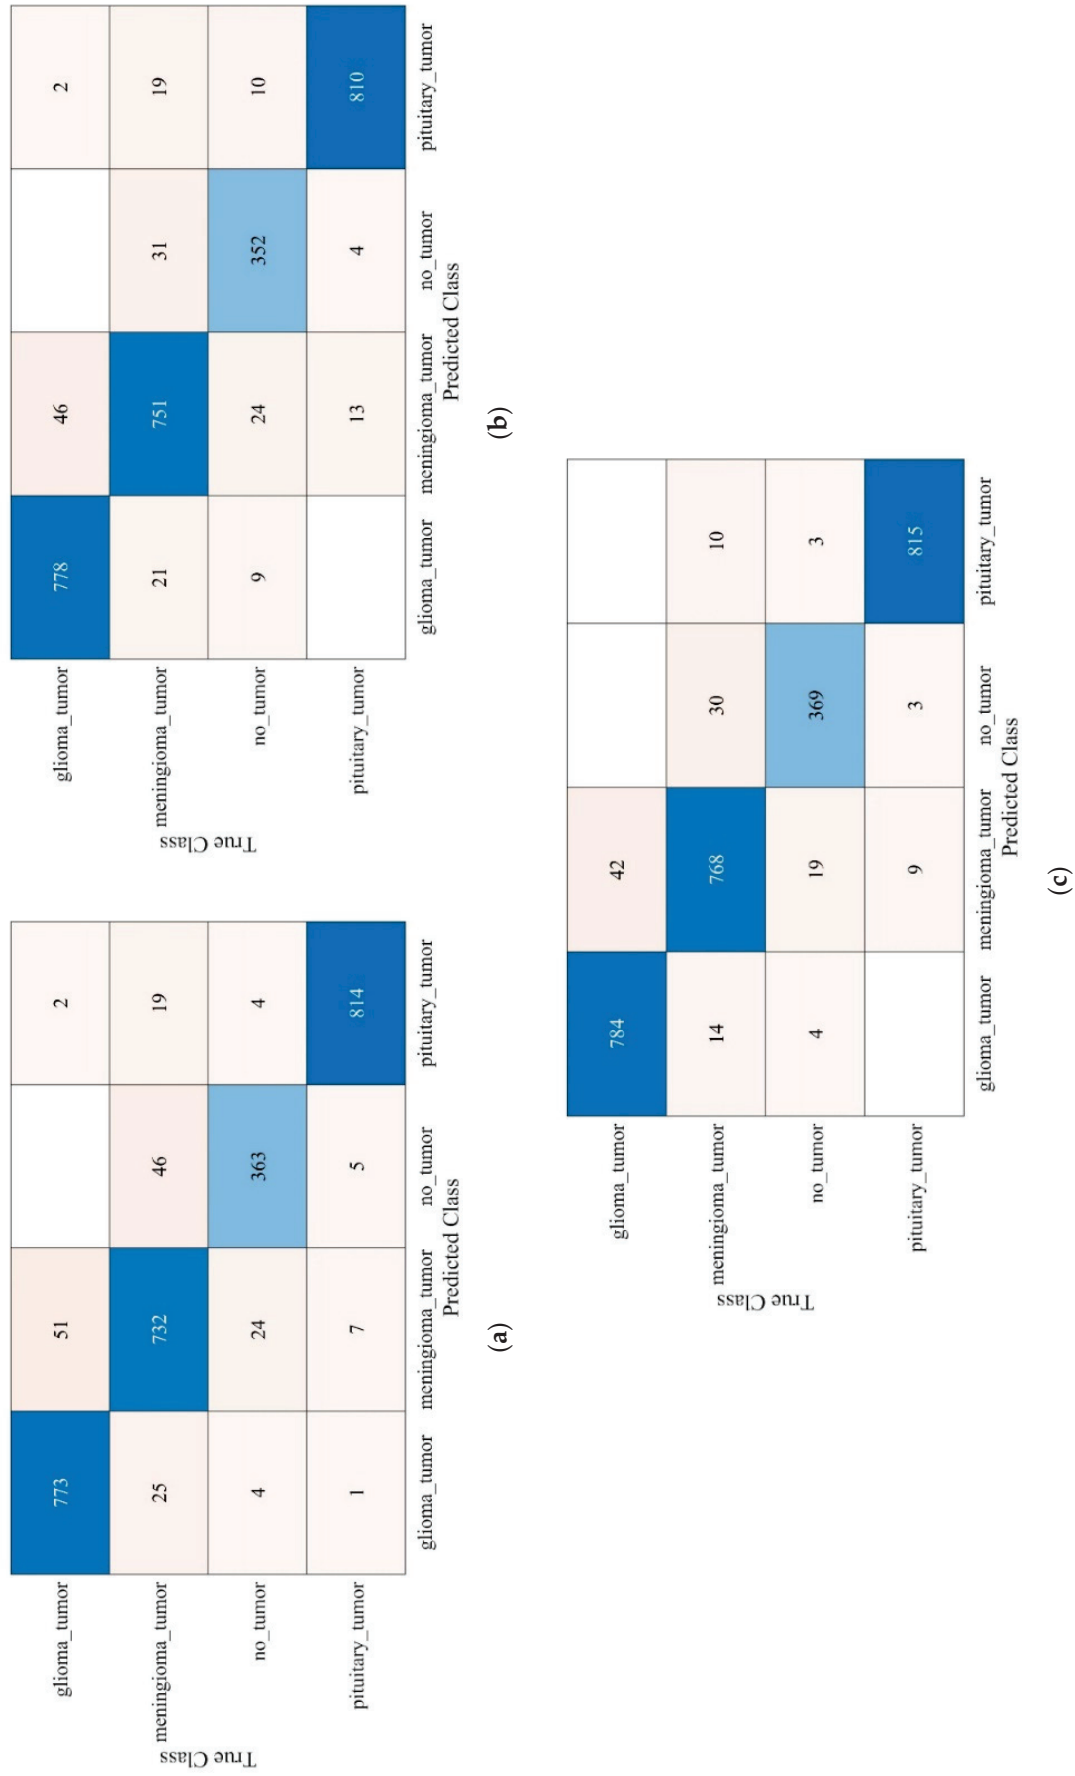 True Class
glioma_tumor 773 51 2
meningioma_tumor 25 732 46 19
no_tumor 4 24 363 4
pituitary_tumor 1 7 5 814
glioma_tumor meningioma_tumor no_tumor pituitary_tumor
Predicted Class
(a)
True Class
glioma_tumor 778 46 2
meningioma_tumor 21 751 31 19
no_tumor 9 24 352 10
pituitary_tumor 13 4 810
glioma_tumor meningioma_tumor no_tumor pituitary_tumor
Predicted Class
(b)
True Class
glioma_tumor 784 42
meningioma_tumor 14 768 30 10
no_tumor 4 19 369 3
pituitary_tumor 9 3 815
glioma_tumor meningioma_tumor no_tumor pituitary_tumor
Predicted Class
(c)